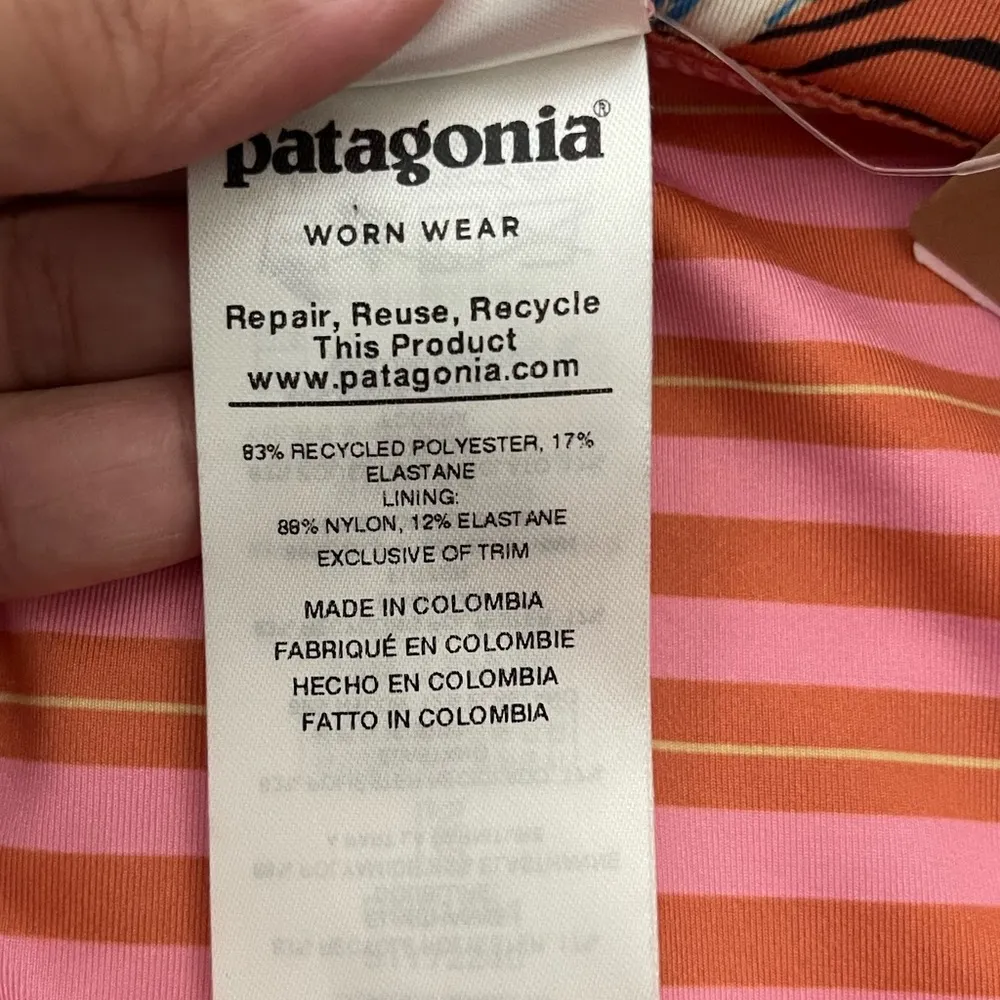 patagonia®
WORN WEAR
Repair, Reuse, Recycle
This Product
www.patagonia.com
83% RECYCLED POLYESTER, 17%
ELASTANE
LINING:
88% NYLON, 12% ELASTANE
EXCLUSIVE OF TRIM
MADE IN COLOMBIA
FABRIQUÉ EN COLOMBIE
HECHO EN COLOMBIA
FATTO IN COLOMBIA